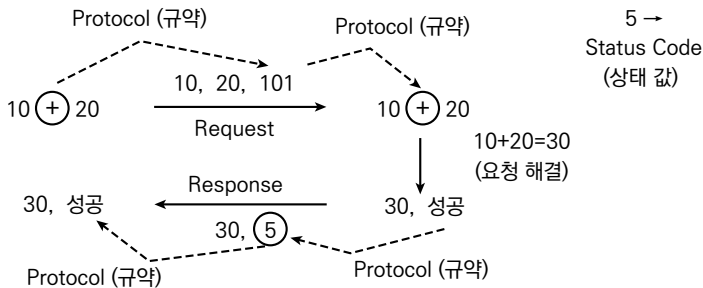 Protocol (규약)
Protocol (규약)
5 →
Status Code
(상태 값)
10 + 20
10, 20, 101
Request
10 + 20
10+20=30
(요청 해결)
Response
30, 성공
30, 5
30, 성공
Protocol (규약)
Protocol (규약)